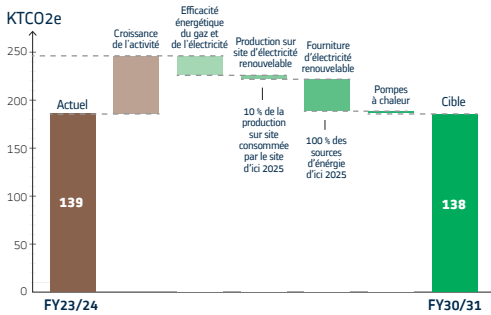 KTCO2e
250
200
150
100
50
0
Actuel
139
Croissance
de l'activité
Efficacité
énergétique
du gaz et
de l'électricité
Production sur
site d'électricité
renouvelable
10 % de la
production
sur site
consommée
par le site
d'ici 2025
Fourniture
d'électricité
renouvelable
100 % des
sources
d'énergie
d'ici 2025
Pompes
à chaleur
Cible
138
FY23/24
FY30/31